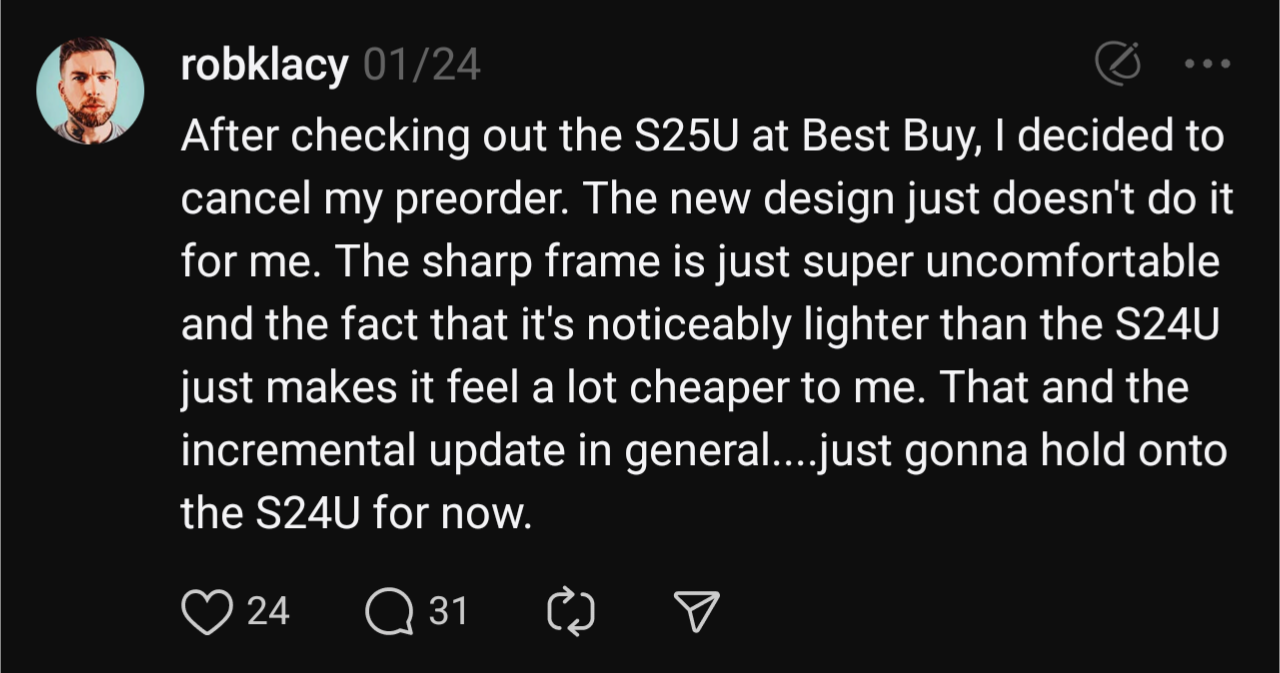 robklacy 01/24
After checking out the S25U at Best Buy, I decided to
cancel my preorder. The new design just doesn't do it
for me. The sharp frame is just super uncomfortable
and the fact that it's noticeably lighter than the S24U
just makes it feel a lot cheaper to me. That and the
incremental update in general....just gonna hold onto
the S24U for now.
24 31